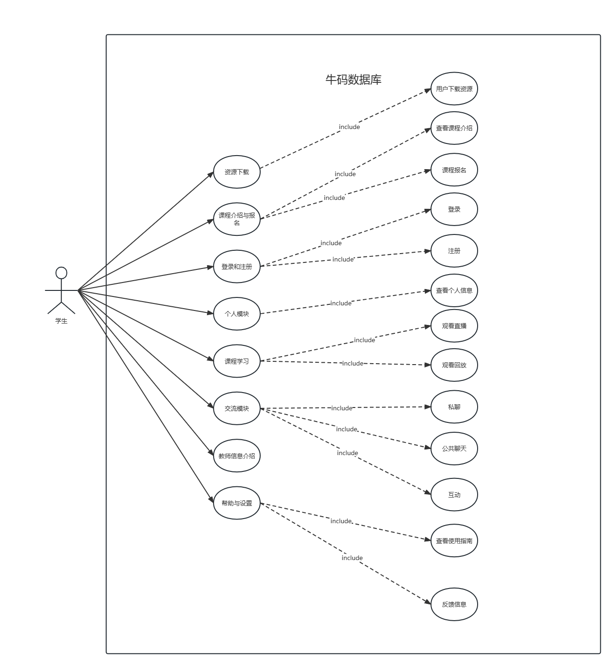 牛码数据库
用户下载资源
include
查看课程介绍
资源下载
include
课程报名
include
课程介绍与报
名
登录
include
注册
登录和注册
include
查看个人信息
include
个人模块
学生
观看直播
include
课程学习
include
观看回放
交流模块
include
私聊
include
公共聊天
include
教师信息介绍
互动
帮助与设置
include
查看使用指南
include
反馈信息